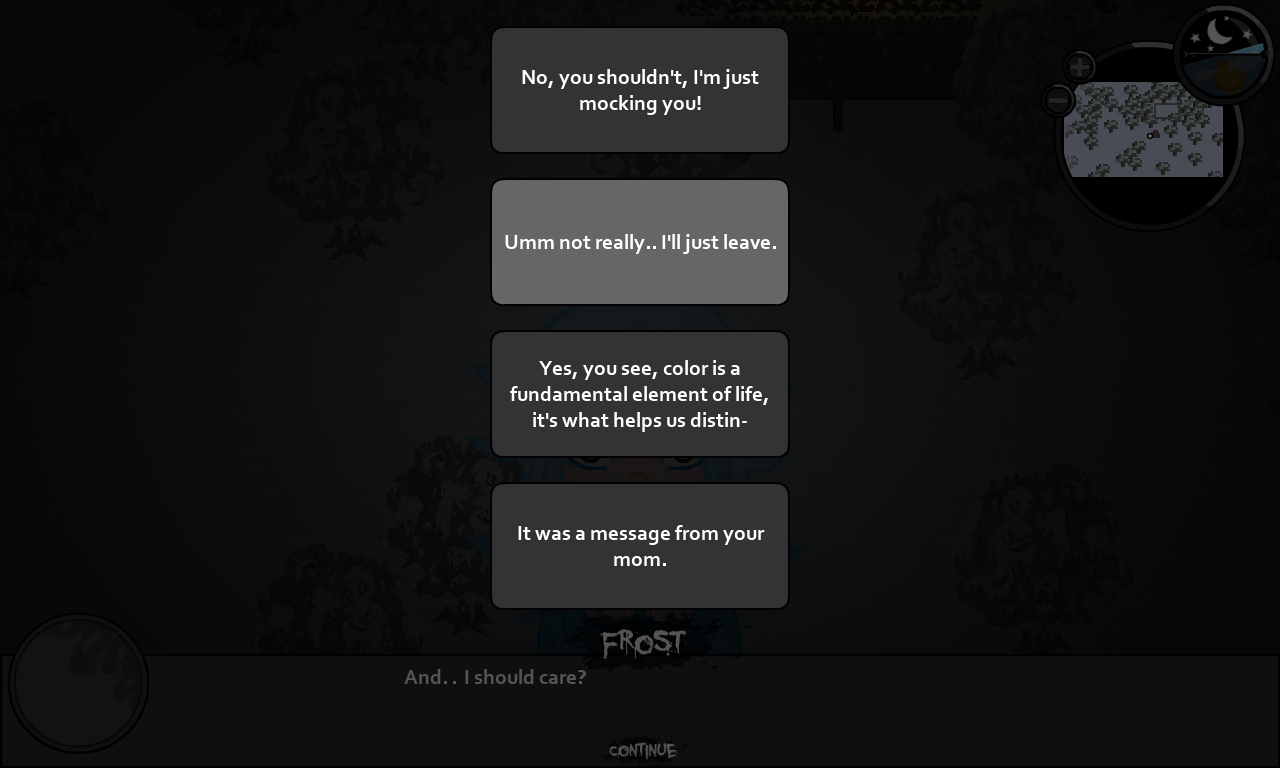 No, you shouldn't, I'm just
mocking you!
Umm not really.. I'll just leave.
Yes, you see, color is a
fundamental element of life,
it's what helps us distin-
It was a message from your
mom.
FROST
And.. I should care?
CONTINUE